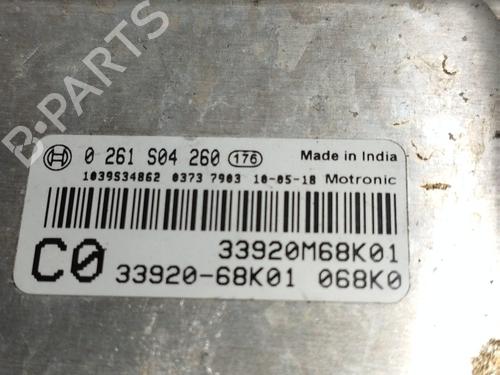 B-PARTS
0 261 S04 260 176 Made in India
1039S34862 0373 7903 10-05-18 Motronic
33920M68K01
C0 33920-68K01 068K0